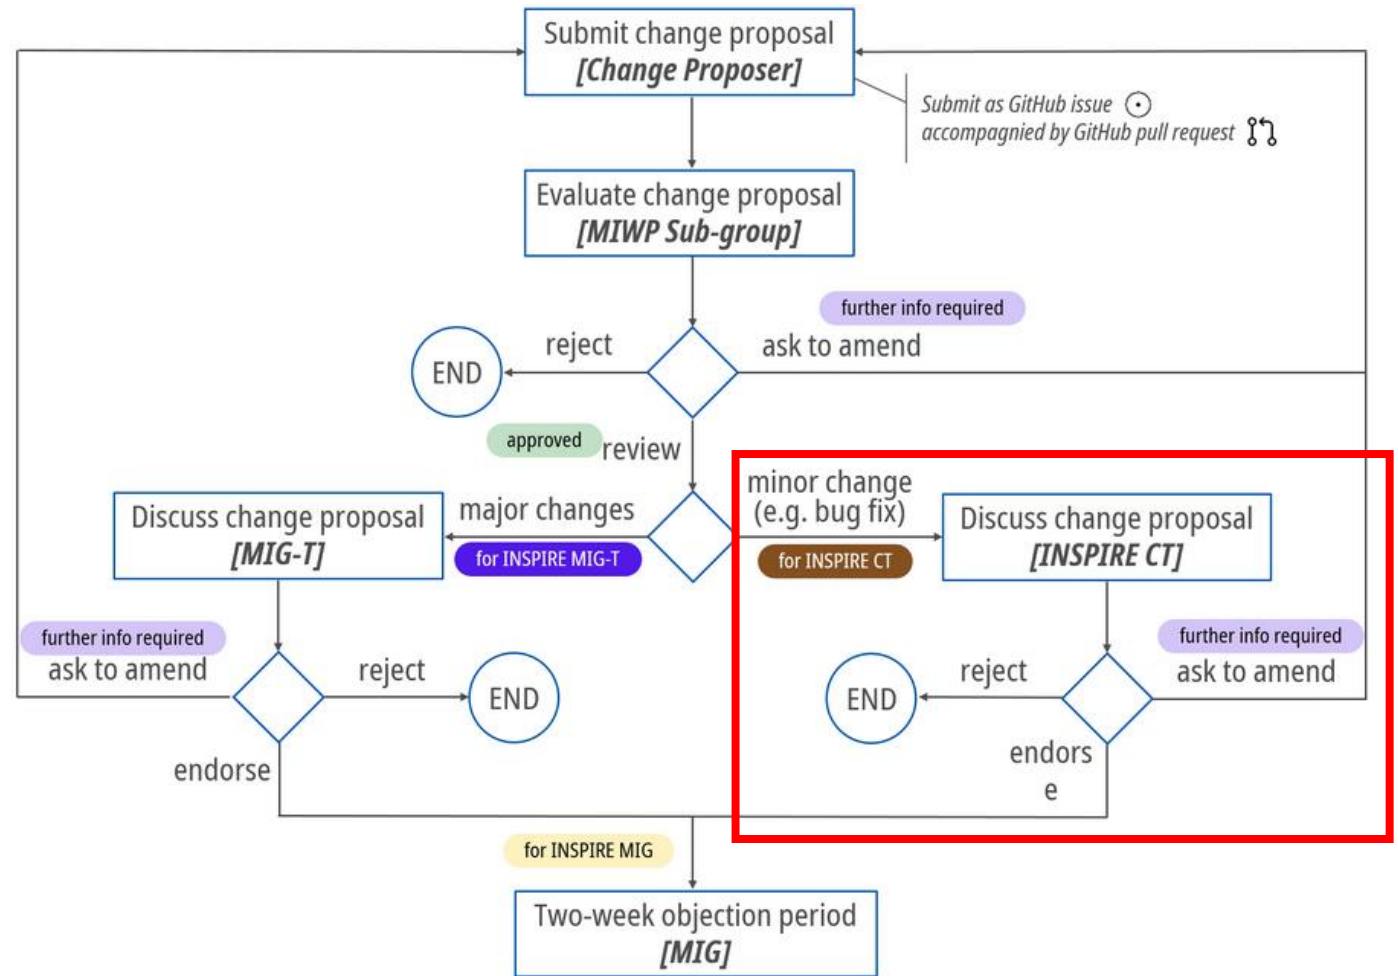 Submit change proposal
[Change Proposer]
Submit as GitHub issue
accompagnied by GitHub pull request
Evaluate change proposal
[MIWP Sub-group]
further info required
reject
ask to amend
END
approved
review
minor change
(e.g. bug fix)
major changes
Discuss change proposal
[MIG-T]
for INSPIRE MIG-T
for INSPIRE CT
Discuss change proposal
[INSPIRE CT]
further info required
ask to amend
reject
END
END
reject
further info required
ask to amend
endorse
endors
e
for INSPIRE MIG
Two-week objection period
[MIG]